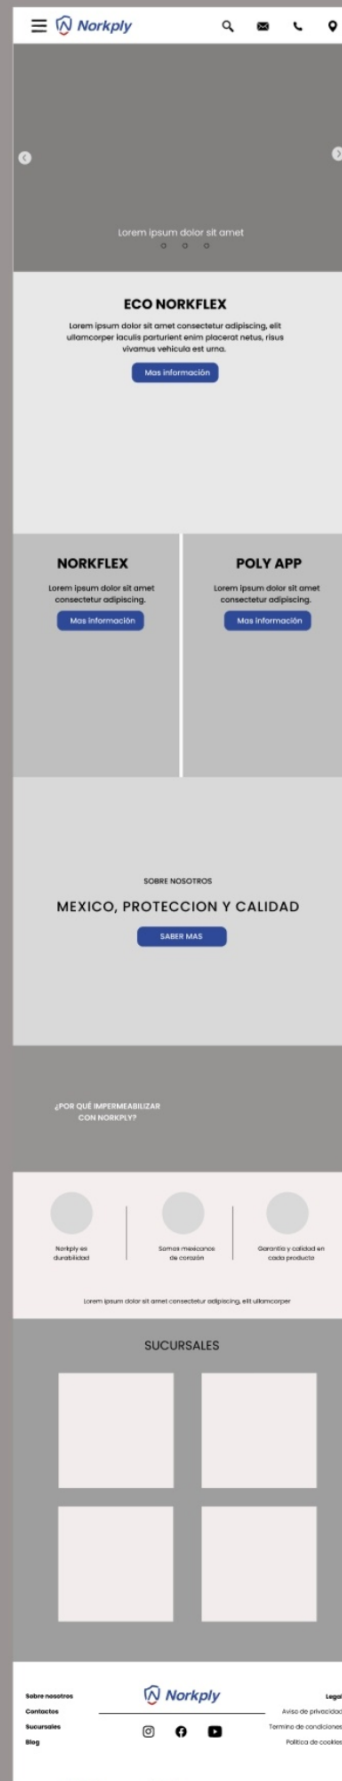 Norkply
Lorem ipsum dolor sit amet
ECO NORKFLEX
Lorem ipsum dolor sit amet consectetur adipiscing, elit
ullamcorper iaculis parturient enim placerat netus, risus
vivamus vehicula est urna.
Mas información
NORKFLEX
Lorem ipsum dolor sit amet
consectetur adipiscing.
Mas información
POLY APP
Lorem ipsum dolor sit amet
consectetur adipiscing.
Mas información
SOBRE NOSOTROS
MEXICO, PROTECCION Y CALIDAD
SABER MAS
¿POR QUÉ IMPERMEABILIZAR
CON NORKPLY?
Norkply es
durabilidad
Somos mexicanos
de corazón
Garantía y calidad en
cada producto
Lorem ipsum dolor sit amet consectetur adipiscing, elit ullamcorper
SUCURSALES
Sobre nosotros
Contactos
Sucursales
Blog
Norkply
Legal
Aviso de privacidad
Termino de condiciones
Politica de cookies